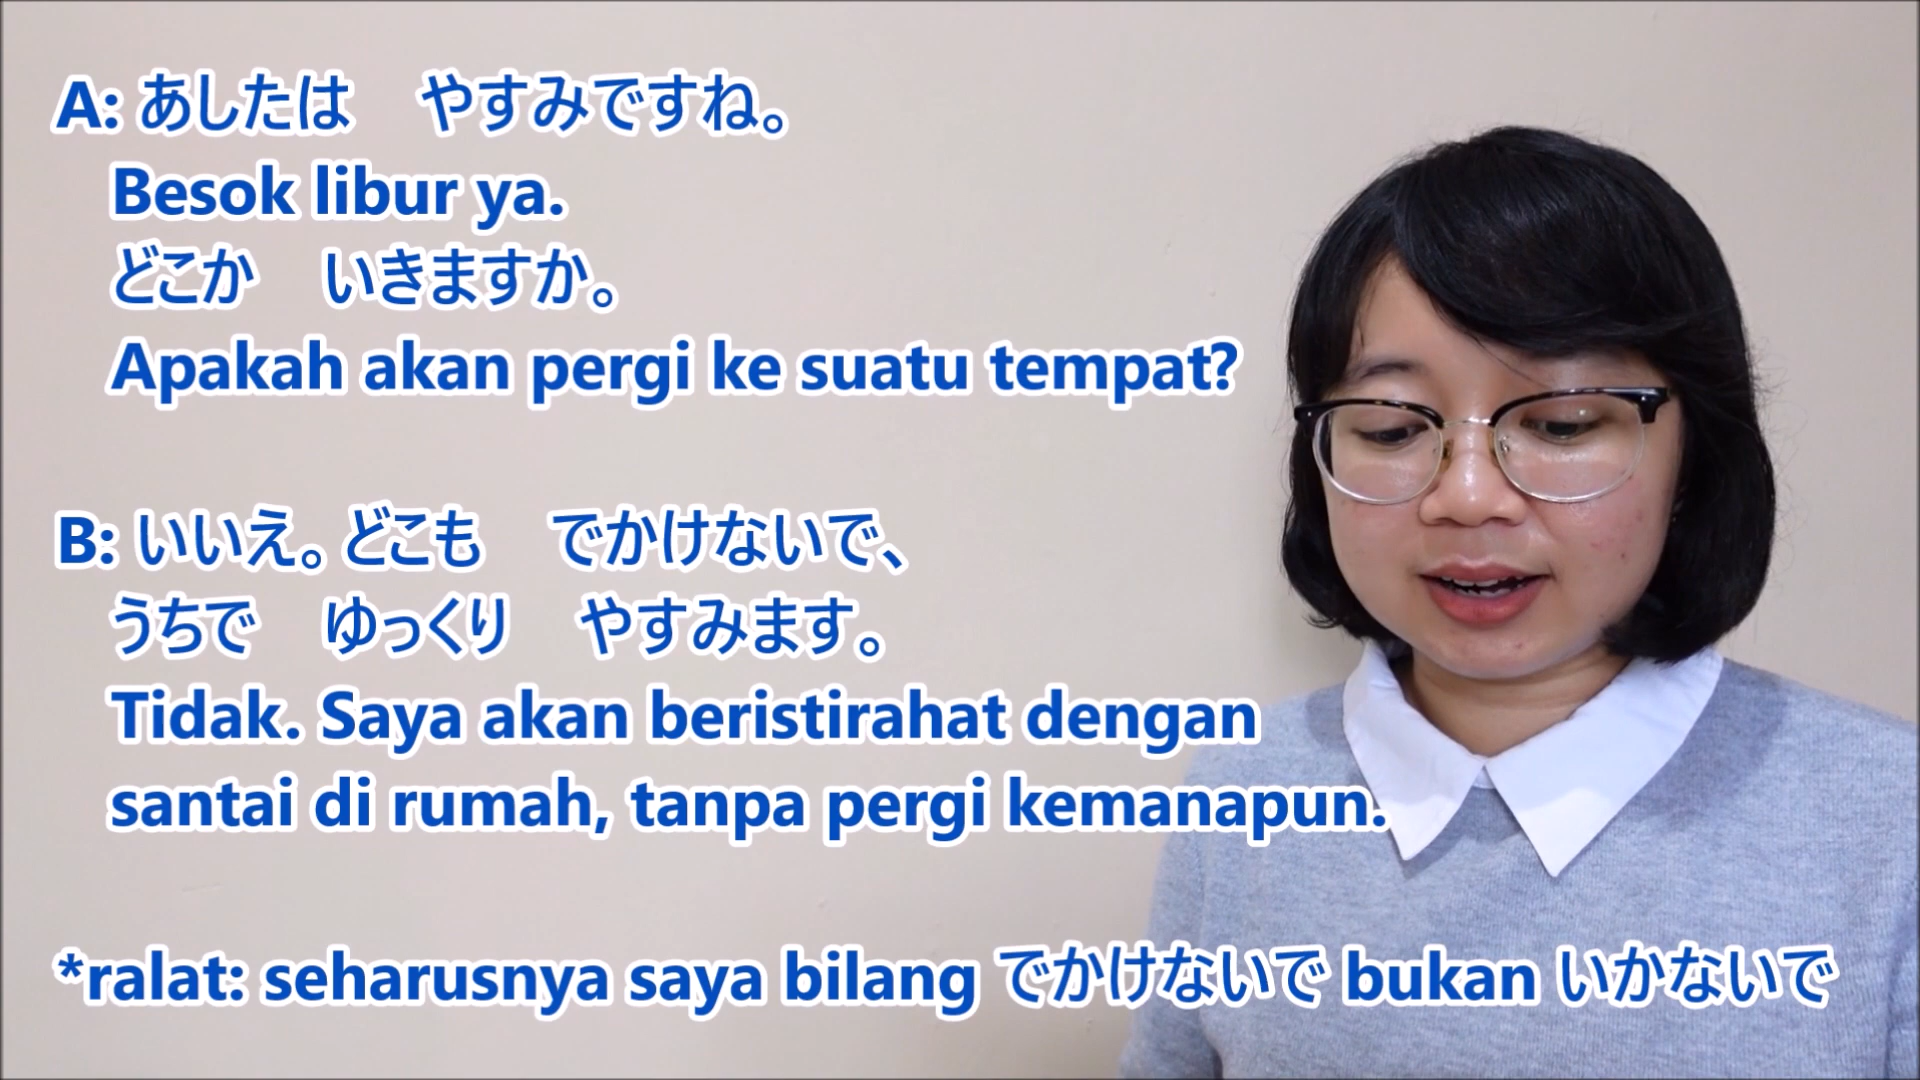 A: あしたは　やすみですね。
Besok libur ya.
どこか　いきますか。
Apakah akan pergi ke suatu tempat?
B: いいえ。どこも　でかけないで、
うちで　ゆっくり　やすみます。
Tidak. Saya akan beristirahat dengan
santai di rumah, tanpa pergi kemanapun.
*ralat: seharusnya saya bilang でかけないで bukan いかないで